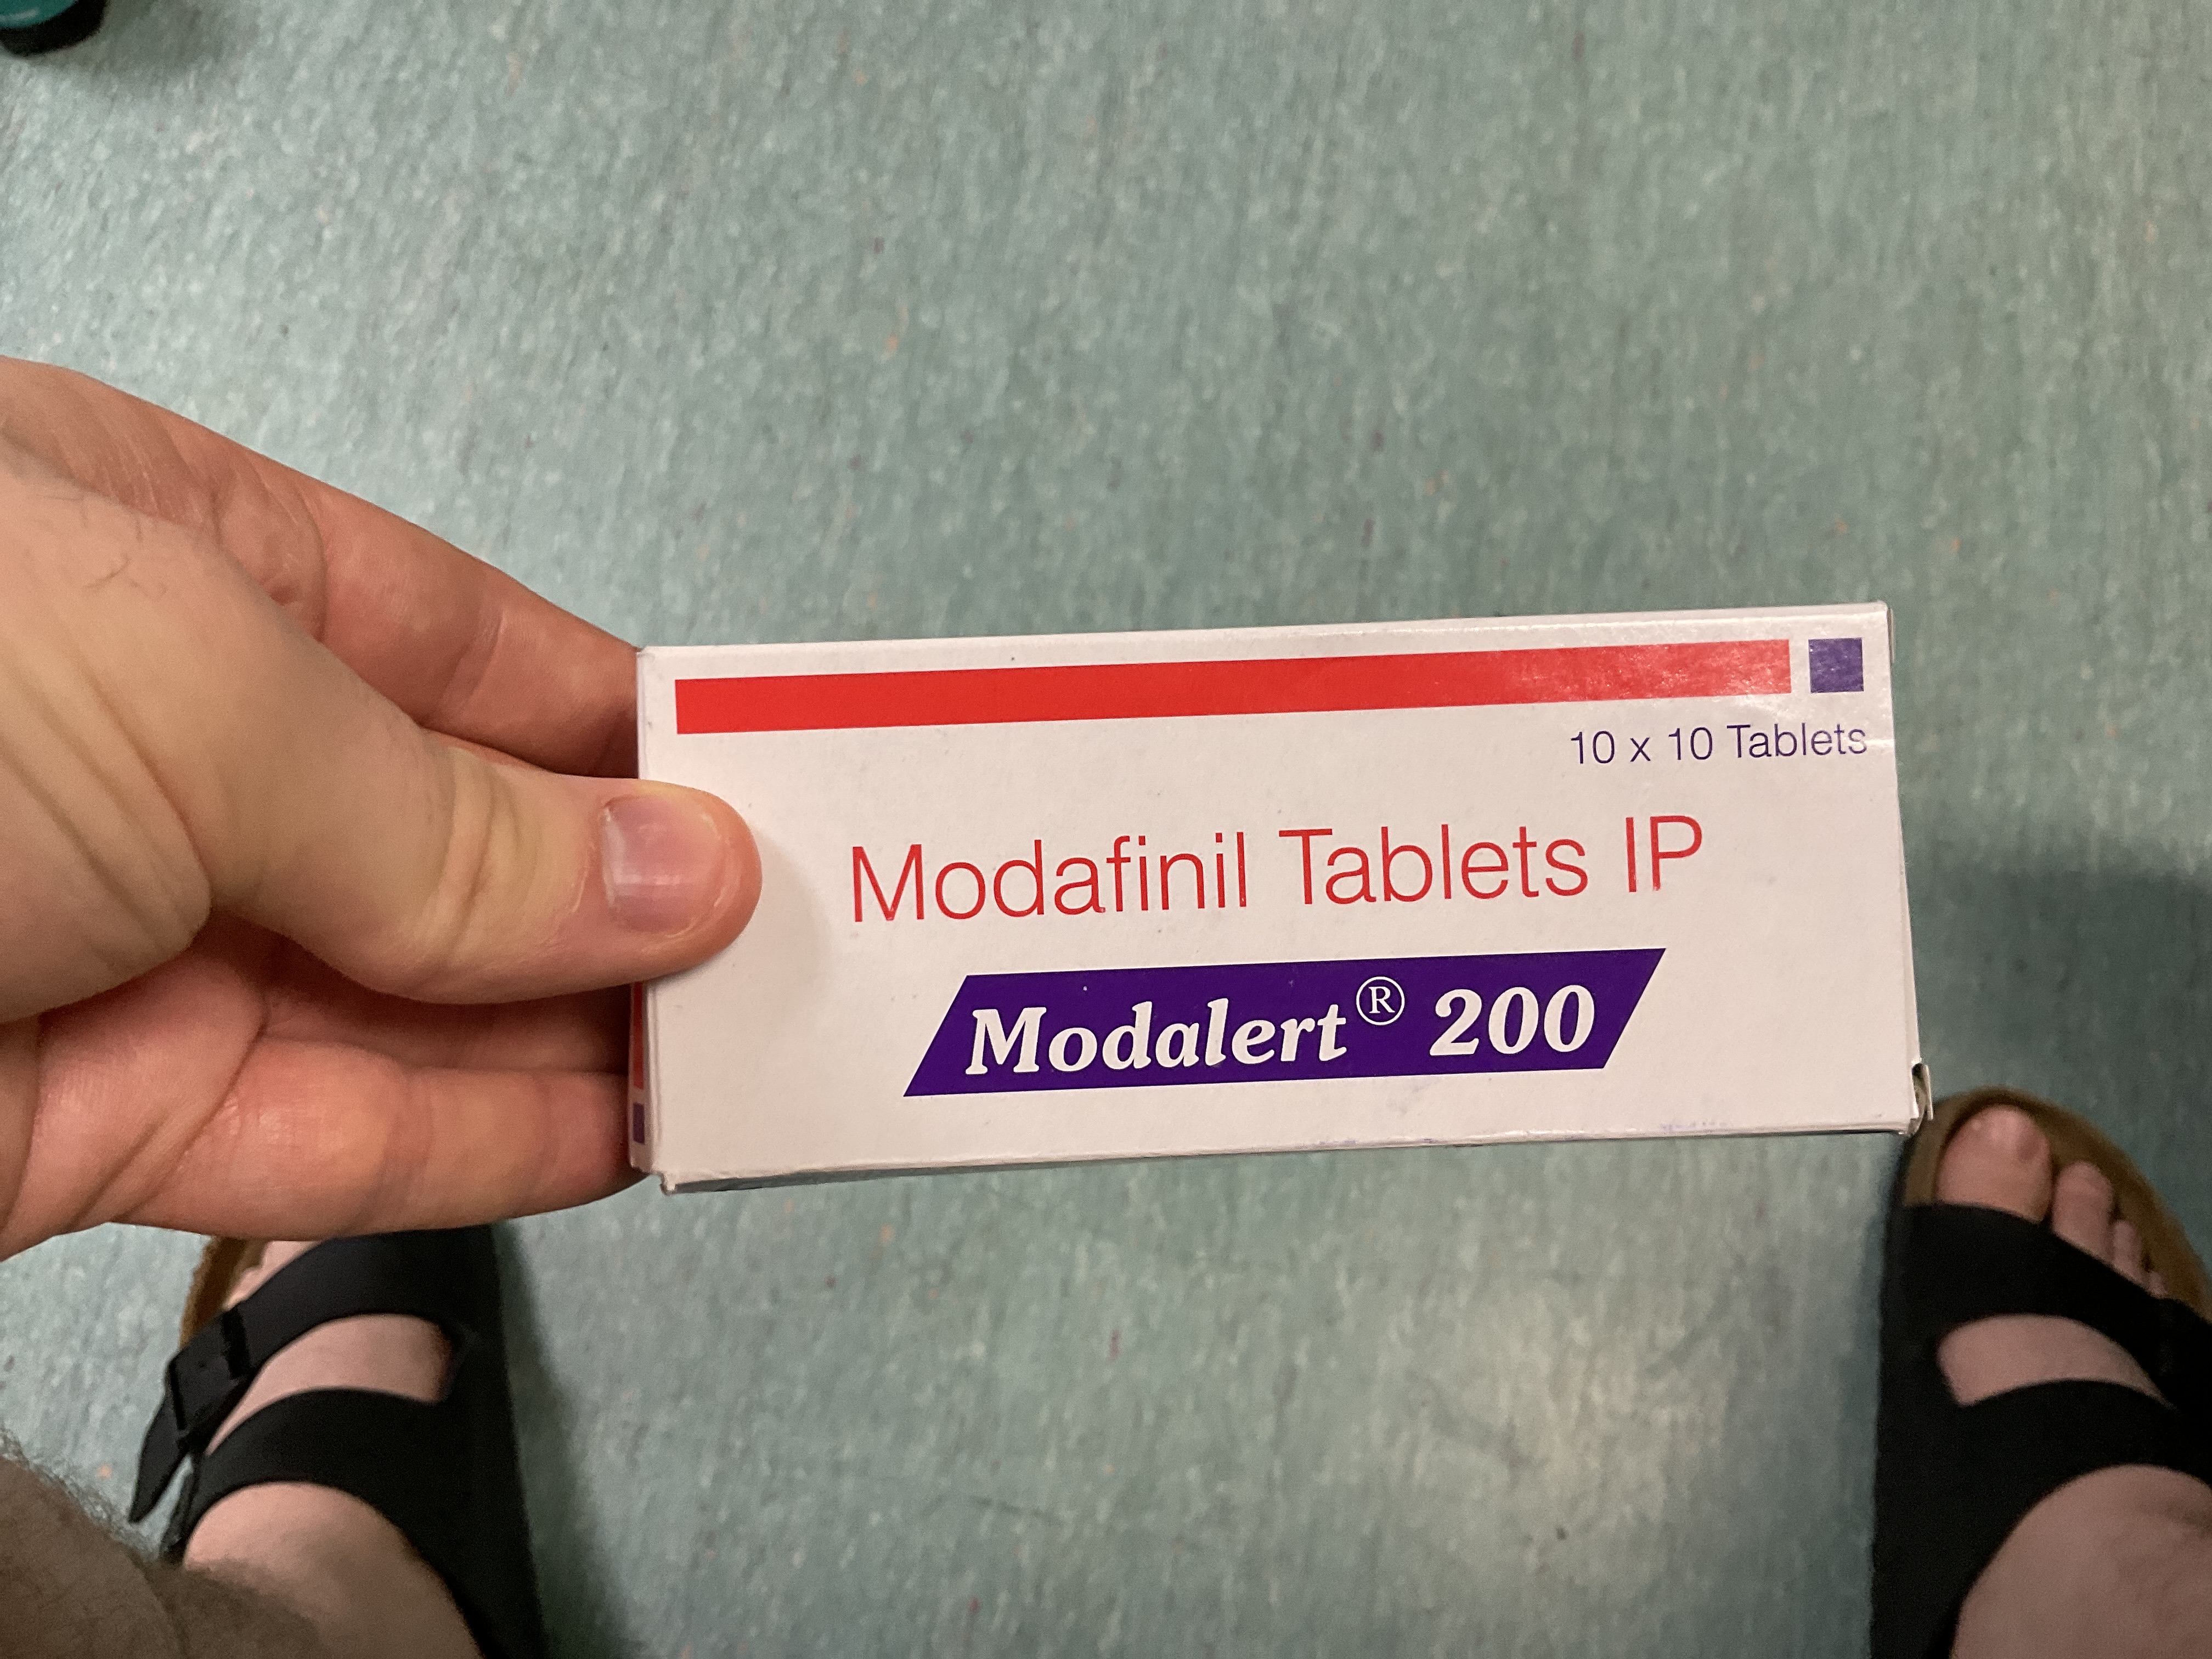 10 x 10 Tablets
Modafinil Tablets IP
Modalert® 200